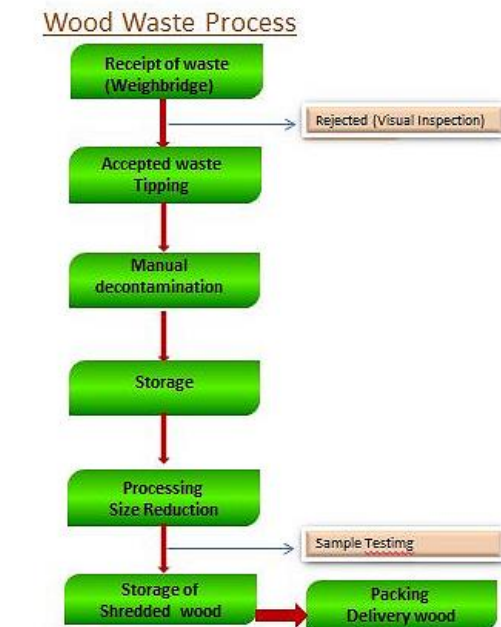 Wood Waste Process
Receipt of waste
(Weighbridge)
Rejected (Visual Inspection)
Accepted waste
Tipping
Manual
decontamination
Storage
Processing
Size Reduction
Sample Testimg
Storage of
Shredded wood
Packing
Delivery wood